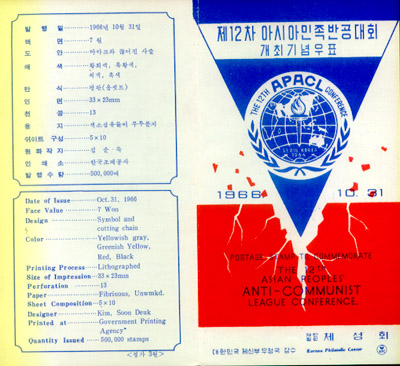 발 행 일 1966년 10월 31일
액 면 7 원
도 안 마아크와 끊어진 사슬
색 황회색, 녹황색,
적색, 흑색
판 식 평판(옵셋트)
인 면 33×23mm
천 공 13
용 지 색소섬유들이 무투문지
쉬이트 구성 5×10
원 화 작 자 김 순 득
인 쇄 소 한국조폐공사
발 행 수 량 500,000매
Date of Issue Oct. 31, 1966
Face Value 7 Won
Design Symbol and
cutting chain
Color Yellowish gray,
Greenish Yellow,
Red, Black
Printing Process Lithographed
Size of Impression 33×23mm
Perforation 13
Paper Fibrisous, Unwmkd.
Sheet Composition 5×10
Designer Kim, Soon Deuk
Printed at Government Printing
Agency"
Quantity Issued 500,000 stamps
제12차 아시아민족반공대회
개최기념우표
THE 12TH APACL CONFERENCE
SEOUL KOREA
1966
1966 10. 31
POSTAGE STAMP TO COMMEMORATE
THE 12TH
ASIAN PEOPLES'
ANTI-COMMUNIST
LEAGUE CONFERENCE.
체 성 회
대한민국 체신부우정국 감수
Korean Philatelic Center